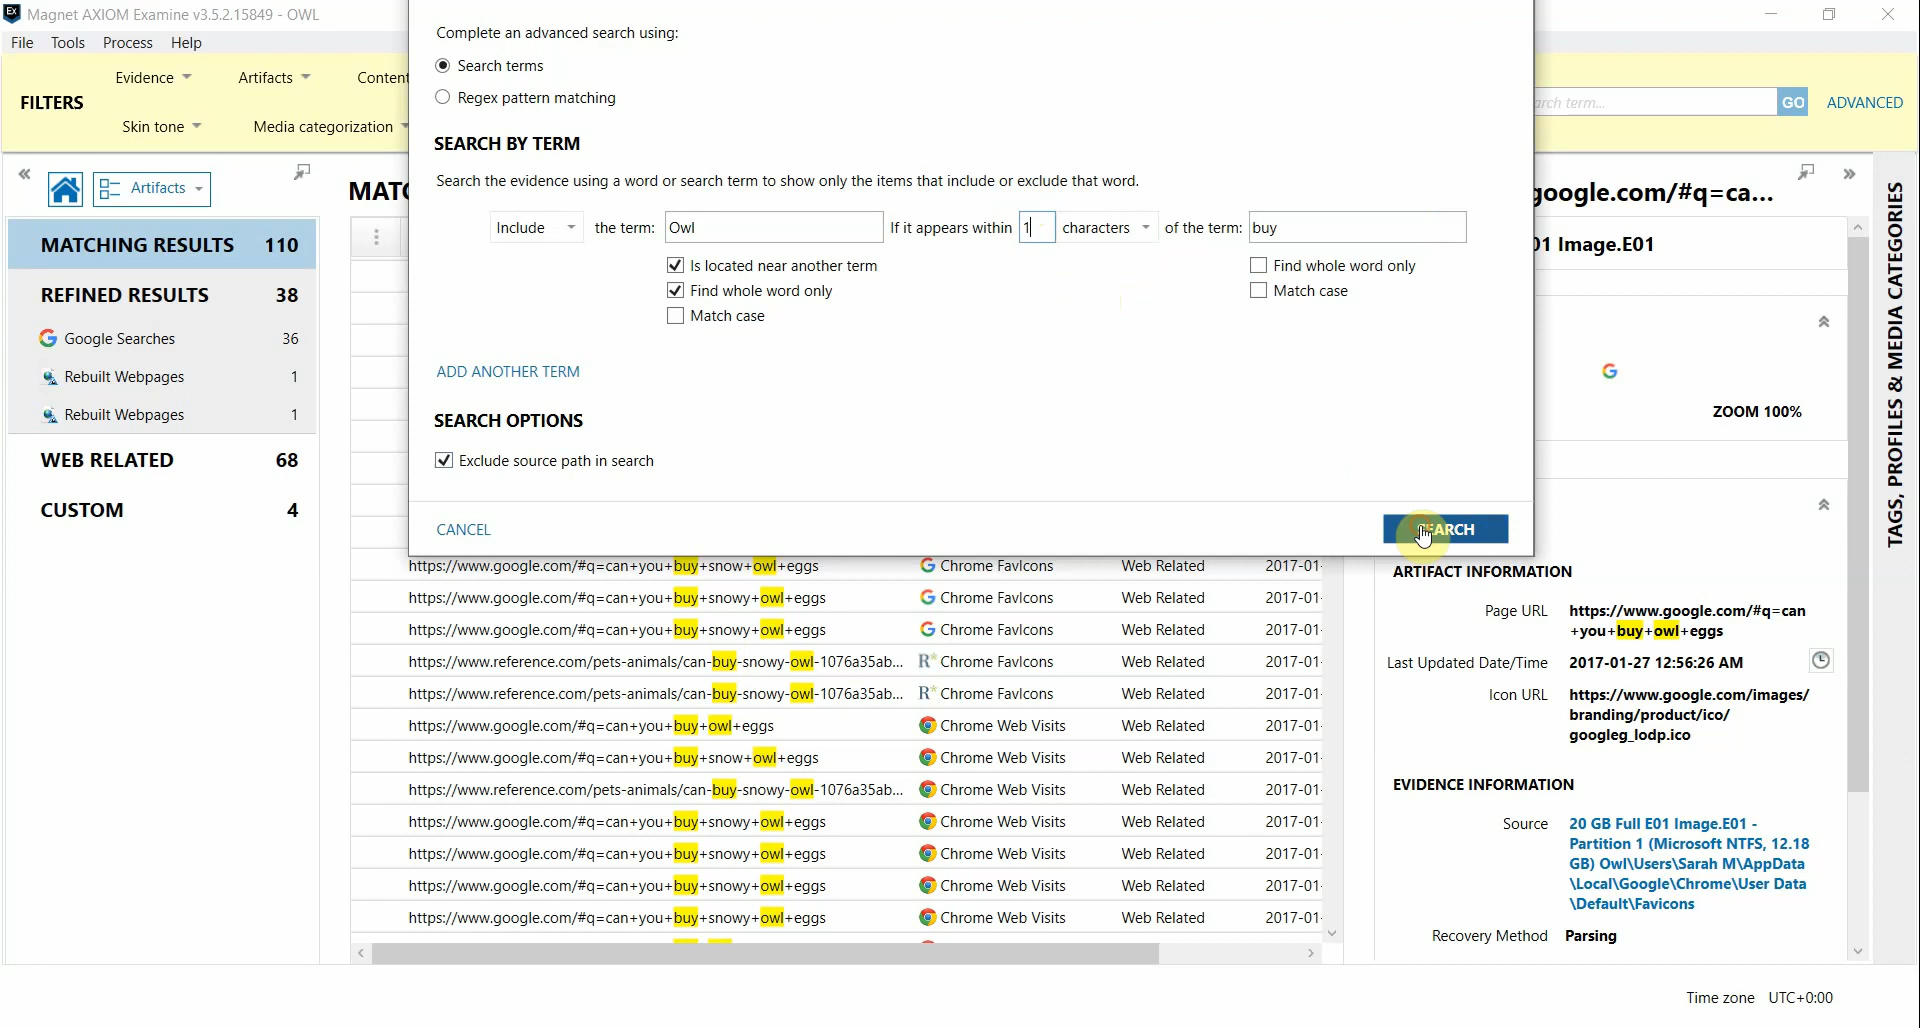 Magnet AXIOM Examine v3.5.2.15849 - OWL
File Tools Process Help
FILTERS
Evidence Artifacts Content
Skin tone Media categorization
arch term... GO ADVANCED
Complete an advanced search using:
Search terms
Regex pattern matching
SEARCH BY TERM
Search the evidence using a word or search term to show only the items that include or exclude that word.
Include the term: Owl If it appears within 1 characters of the term: buy
Is located near another term
Find whole word only
Match case
Find whole word only
Match case
ADD ANOTHER TERM
SEARCH OPTIONS
Exclude source path in search
CANCEL SEARCH
Artifacts
MATCHING RESULTS 110
REFINED RESULTS 38
Google Searches 36
Rebuilt Webpages 1
Rebuilt Webpages 1
WEB RELATED 68
CUSTOM 4
MATC
https://www.google.com/#q=can+you+buy+snow+owl+eggs Chrome FavIcons Web Related 2017-01-
https://www.google.com/#q=can+you+buy+snowy+owl+eggs Chrome FavIcons Web Related 2017-01-
https://www.google.com/#q=can+you+buy+snowy+owl+eggs Chrome FavIcons Web Related 2017-01-
https://www.reference.com/pets-animals/can-buy-snowy-owl-1076a35ab... R* Chrome FavIcons Web Related 2017-01-
https://www.reference.com/pets-animals/can-buy-snowy-owl-1076a35ab... R* Chrome FavIcons Web Related 2017-01-
https://www.google.com/#q=can+you+buy+owl+eggs Chrome Web Visits Web Related 2017-01-
https://www.google.com/#q=can+you+buy+snow+owl+eggs Chrome Web Visits Web Related 2017-01-
https://www.reference.com/pets-animals/can-buy-snowy-owl-1076a35ab... Chrome Web Visits Web Related 2017-01-
https://www.google.com/#q=can+you+buy+snowy+owl+eggs Chrome Web Visits Web Related 2017-01-
https://www.google.com/#q=can+you+buy+snowy+owl+eggs Chrome Web Visits Web Related 2017-01-
https://www.google.com/#q=can+you+buy+snowy+owl+eggs Chrome Web Visits Web Related 2017-01-
https://www.google.com/#q=can+you+buy+snowy+owl+eggs Chrome Web Visits Web Related 2017-01-
google.com/#q=ca...
01 Image.E01
ZOOM 100%
ARTIFACT INFORMATION
Page URL https://www.google.com/#q=can
+you+buy+owl+eggs
Last Updated Date/Time 2017-01-27 12:56:26 AM
Icon URL https://www.google.com/images/
branding/product/ico/
googleg_lodp.ico
EVIDENCE INFORMATION
Source 20 GB Full E01 Image.E01 -
Partition 1 (Microsoft NTFS, 12.18
GB) Owl\Users\Sarah M\AppData
\Local\Google\Chrome\User Data
\Default\Favicons
Recovery Method Parsing
TAGS, PROFILES & MEDIA CATEGORIES
Time zone UTC+0:00